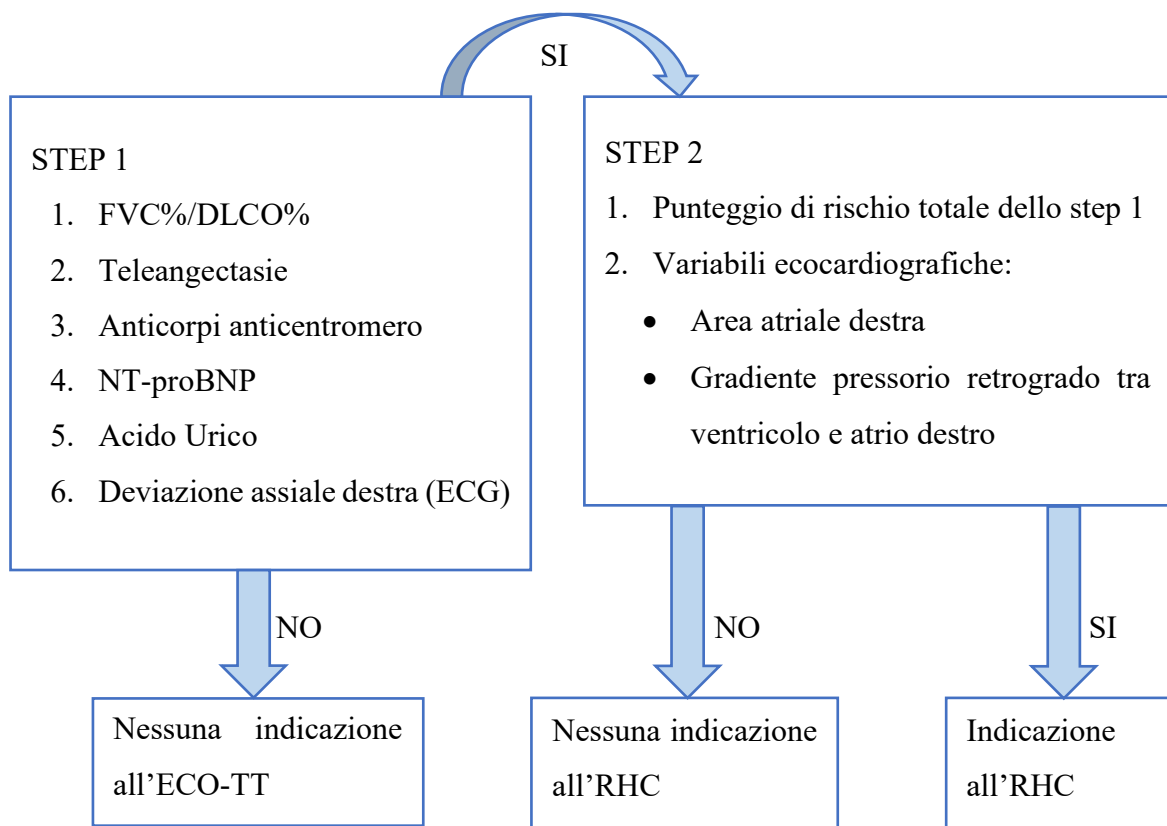 SI
STEP 1
1. FVC%/DLCO%
2. Teleangectasie
3. Anticorpi anticentromero
4. NT-proBNP
5. Acido Urico
6. Deviazione assiale destra (ECG)
STEP 2
1. Punteggio di rischio totale dello step 1
2. Variabili ecocardiografiche:
• Area atriale destra
• Gradiente pressorio retrogrado tra
ventricolo e atrio destro
NO
NO
SI
Nessuna indicazione
all'ECO-TT
Nessuna indicazione
all'RHC
Indicazione
all'RHC